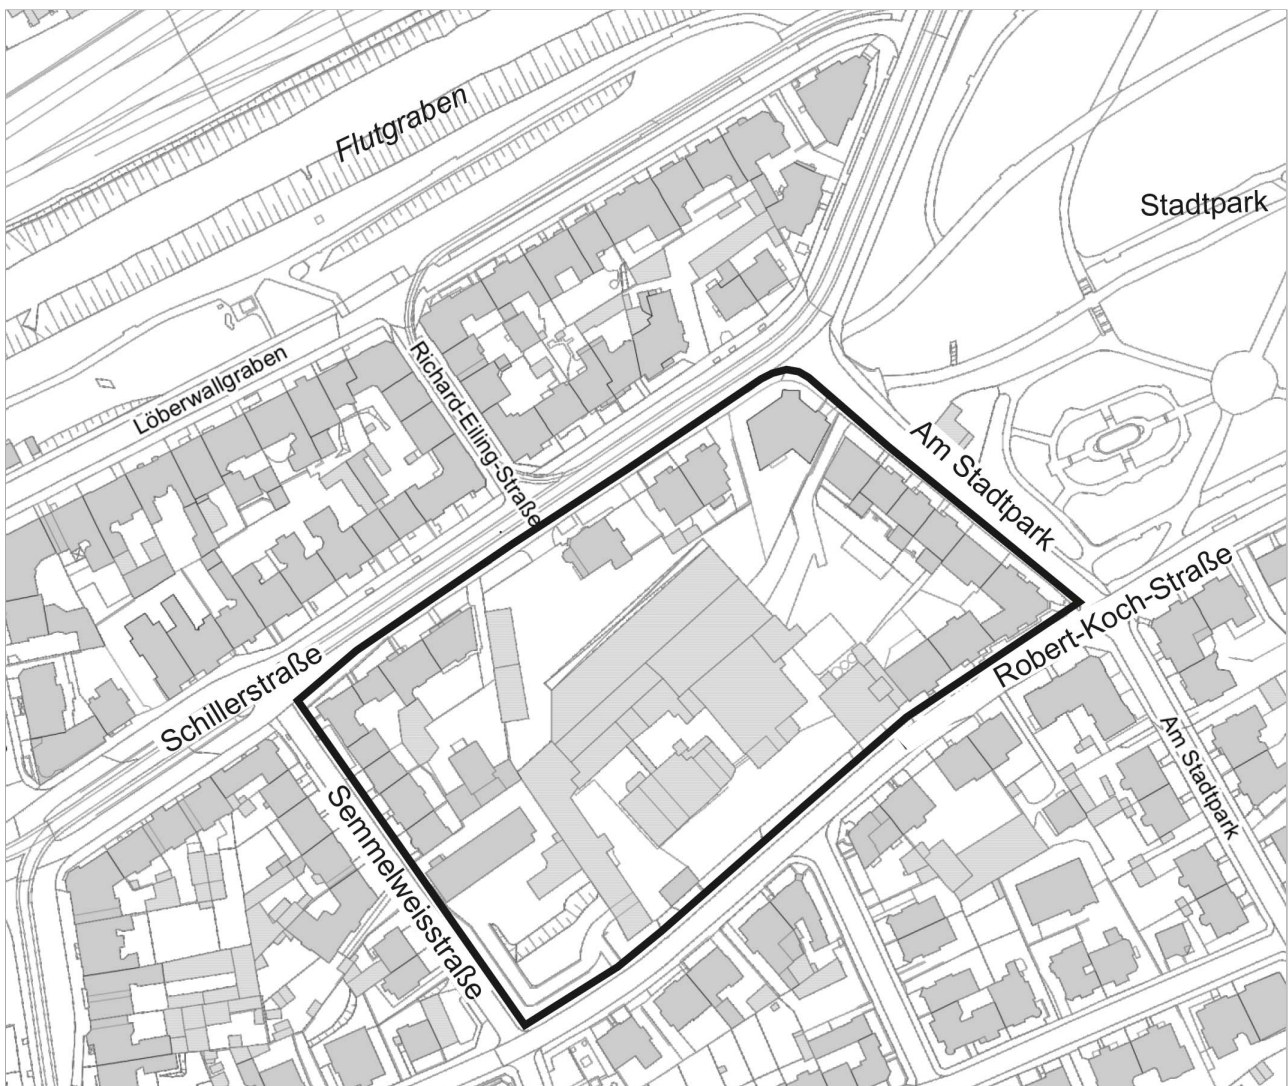 Flutgraben
Stadtpark
Löberwallgraben
Richard-Eiling-Straße
Am Stadtpark
Robert-Koch-Straße
Schillerstraße
Am Stadtpark
Semmelweisstraße